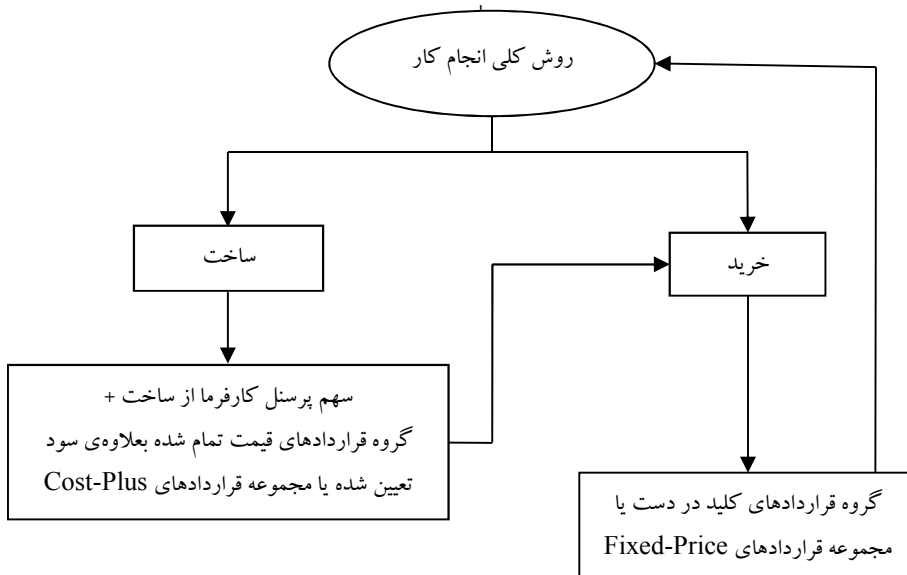 روش کلی انجام کار
ساخت
خرید
سهم پرسنل کارفرما از ساخت +
گروه قراردادهای قیمت تمام شده بعلاوه‌ی سود
تعیین شده یا مجموعه قراردادهای Cost-Plus
گروه قراردادهای کلید در دست یا
مجموعه قراردادهای Fixed-Price